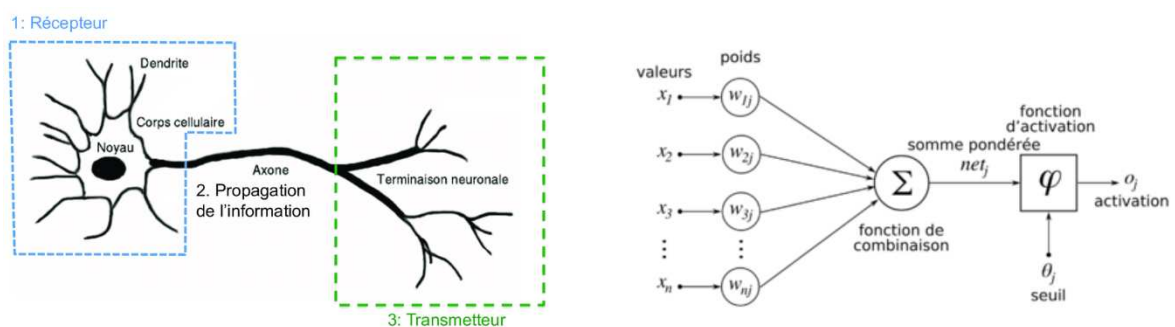 1: Récepteur
Dendrite
Corps cellulaire
Noyau
Axone
2. Propagation
de l'information
Terminaison neuronale
3: Transmetteur
poids
valeurs
x1
w1j
x2
w2j
x3
w3j
⋮
⋮
xn
wnj
Σ
fonction de
combinaison
somme pondérée
netj
fonction
d'activation
φ
oj
activation
θj
seuil